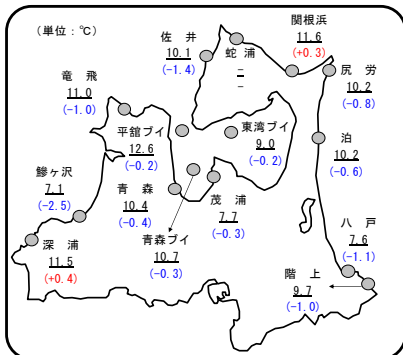 (単位：℃)
関根浜
11.6
(+0.3)
佐 井
10.1
(-1.4)
蛇 浦
-
-
尻 労
10.2
(-0.8)
竜 飛
11.0
(-1.0)
平舘ブイ
12.6
(-0.2)
東湾ブイ
9.0
(-0.2)
泊
10.2
(-0.6)
鰺ヶ沢
7.1
(-2.5)
青 森
10.4
(-0.4)
茂 浦
7.7
(-0.3)
青森ブイ
10.7
(-0.3)
八 戸
7.6
(-1.1)
深 浦
11.5
(+0.4)
階 上
9.7
(-1.0)